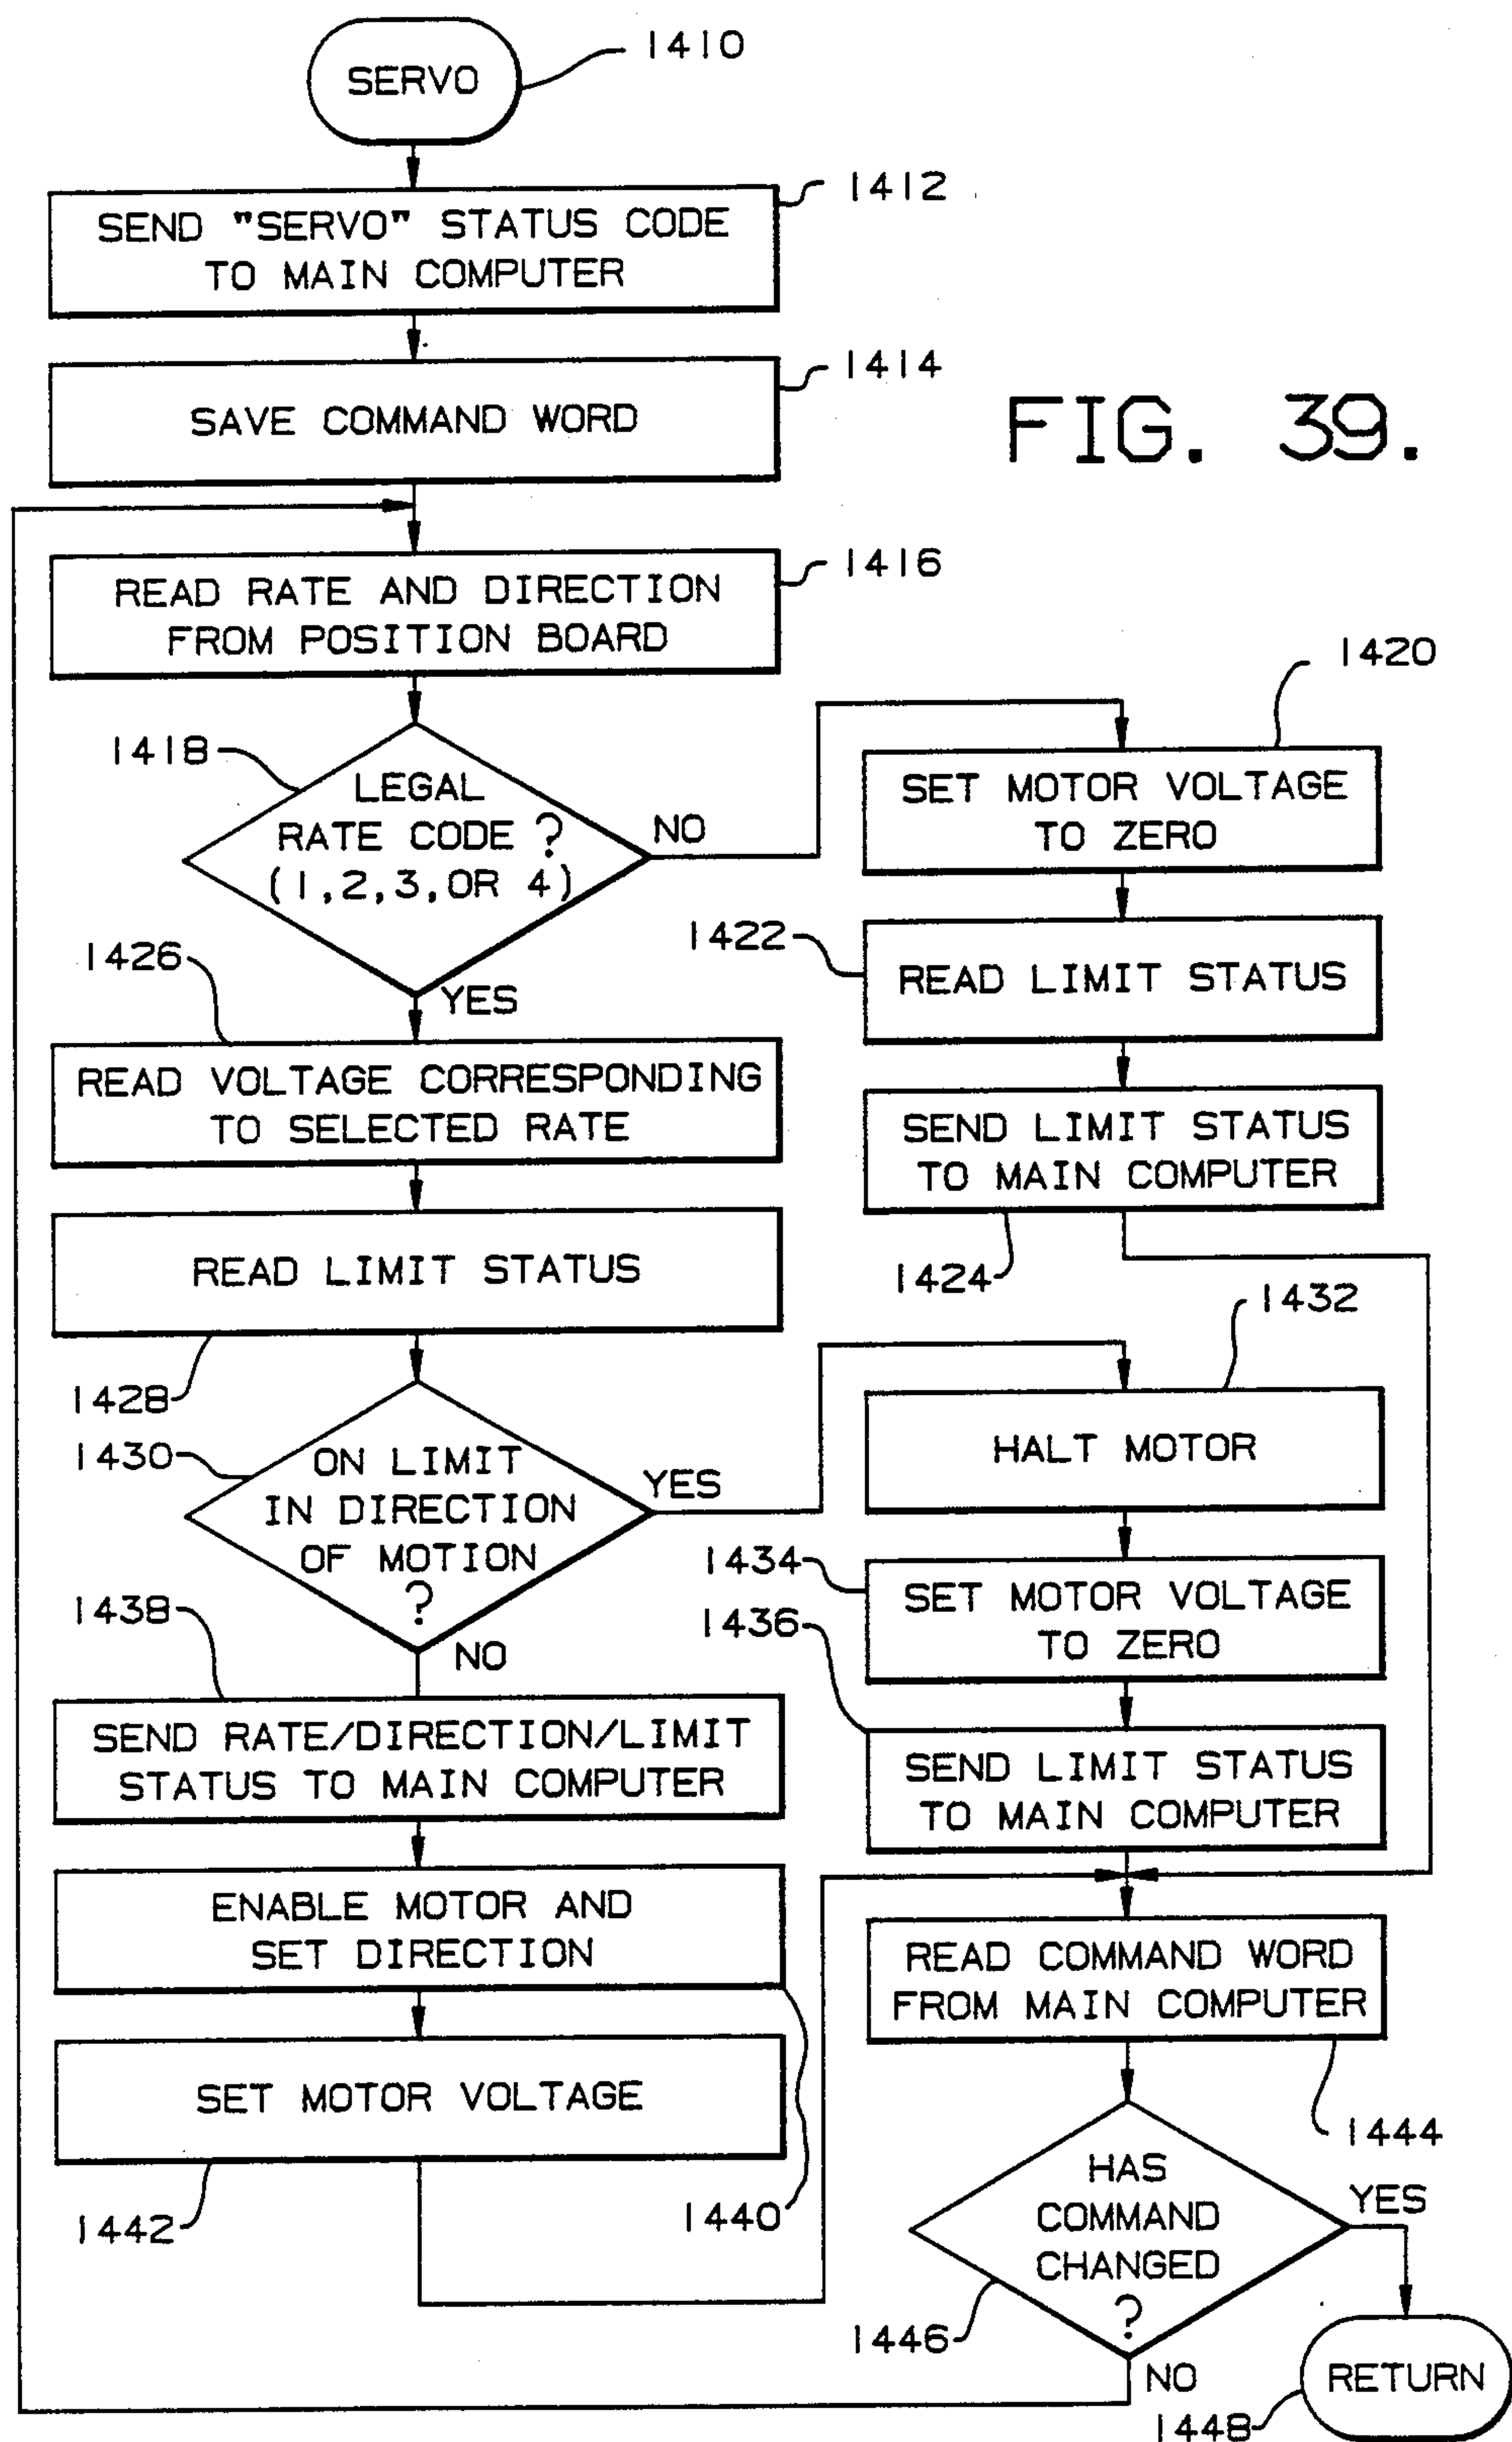 SERVO
1410
SEND "SERVO" STATUS CODE
TO MAIN COMPUTER
1412
SAVE COMMAND WORD
1414
FIG. 39.
READ RATE AND DIRECTION
FROM POSITION BOARD
1416
1418
LEGAL
RATE CODE ?
(1,2,3,OR 4)
NO
YES
1420
SET MOTOR VOLTAGE
TO ZERO
1422
READ LIMIT STATUS
SEND LIMIT STATUS
TO MAIN COMPUTER
1424
1426
READ VOLTAGE CORRESPONDING
TO SELECTED RATE
READ LIMIT STATUS
1428
1430
ON LIMIT
IN DIRECTION
OF MOTION
?
YES
NO
1432
HALT MOTOR
1434
SET MOTOR VOLTAGE
TO ZERO
1436
SEND LIMIT STATUS
TO MAIN COMPUTER
1438
SEND RATE/DIRECTION/LIMIT
STATUS TO MAIN COMPUTER
ENABLE MOTOR AND
SET DIRECTION
1440
SET MOTOR VOLTAGE
1442
READ COMMAND WORD
FROM MAIN COMPUTER
1444
HAS
COMMAND
CHANGED
?
YES
1446
NO
RETURN
1448